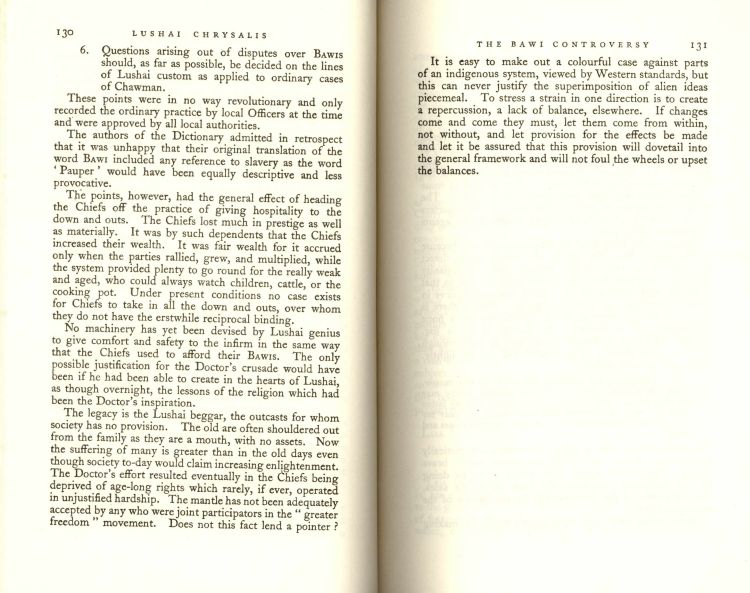 130 LUSHAI CHRYSALIS
6. Questions arising out of disputes over BAWIS
should, as far as possible, be decided on the lines
of Lushai custom as applied to ordinary cases
of Chawman.
These points were in no way revolutionary and only
recorded the ordinary practice by local Officers at the time
and were approved by all local authorities.
The authors of the Dictionary admitted in retrospect
that it was unhappy that their original translation of the
word BAWI included any reference to slavery as the word
' Pauper ' would have been equally descriptive and less
provocative.
The points, however, had the general effect of heading
the Chiefs off the practice of giving hospitality to the
down and outs. The Chiefs lost much in prestige as well
as materially. It was by such dependents that the Chiefs
increased their wealth. It was fair wealth for it accrued
only when the parties rallied, grew, and multiplied, while
the system provided plenty to go round for the really weak
and aged, who could always watch children, cattle, or the
cooking pot. Under present conditions no case exists
for Chiefs to take in all the down and outs, over whom
they do not have the erstwhile reciprocal binding.
No machinery has yet been devised by Lushai genius
to give comfort and safety to the infirm in the same way
that the Chiefs used to afford their BAWIS. The only
possible justification for the Doctor's crusade would have
been if he had been able to create in the hearts of Lushai,
as though overnight, the lessons of the religion which had
been the Doctor's inspiration.
The legacy is the Lushai beggar, the outcasts for whom
society has no provision. The old are often shouldered out
from the family as they are a mouth, with no assets. Now
the suffering of many is greater than in the old days even
though society to-day would claim increasing enlightenment.
The Doctor's effort resulted eventually in the Chiefs being
deprived of age-long rights which rarely, if ever, operated
in unjustified hardship. The mantle has not been adequately
accepted by any who were joint participators in the " greater
freedom " movement. Does not this fact lend a pointer ?
THE BAWI CONTROVERSY 131
It is easy to make out a colourful case against parts
of an indigenous system, viewed by Western standards, but
this can never justify the superimposition of alien ideas
piecemeal. To stress a strain in one direction is to create
a repercussion, a lack of balance, elsewhere. If changes
come and come they must, let them come from within,
not without, and let provision for the effects be made
and let it be assured that this provision will dovetail into
the general framework and will not foul the wheels or upset
the balances.